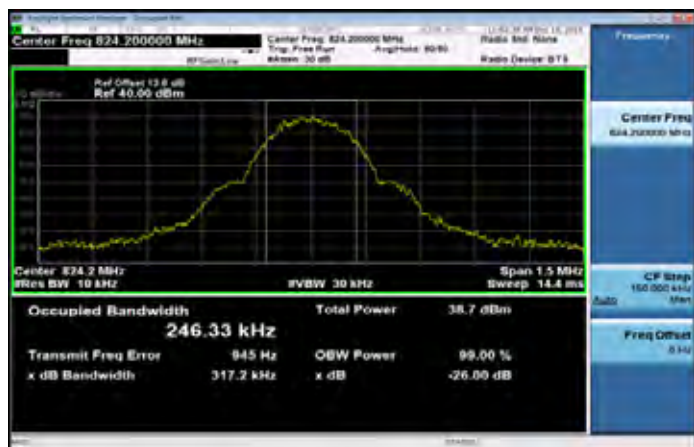 Center Freq 824.200000 MHz
Center Freq: 824.200000 MHz
Radio Std: None
Frequency
Trig: Free Run
Avg|Hold: 80/80
#IFGain:Low
#Atten: 30 dB
Radio Device: BTS
Ref Offset 13.8 dB
Ref 40.00 dBm
Center Freq
824.200000 MHz
Center 824.2 MHz
Span 1.5 MHz
#Res BW 10 kHz
#VBW 30 kHz
Sweep 14.4 ms
CF Step
150.000 kHz
Auto Man
Occupied Bandwidth
Total Power
38.7 dBm
246.33 kHz
Freq Offset
0 Hz
Transmit Freq Error
945 Hz
OBW Power
99.00 %
x dB Bandwidth
317.2 kHz
x dB
-26.00 dB